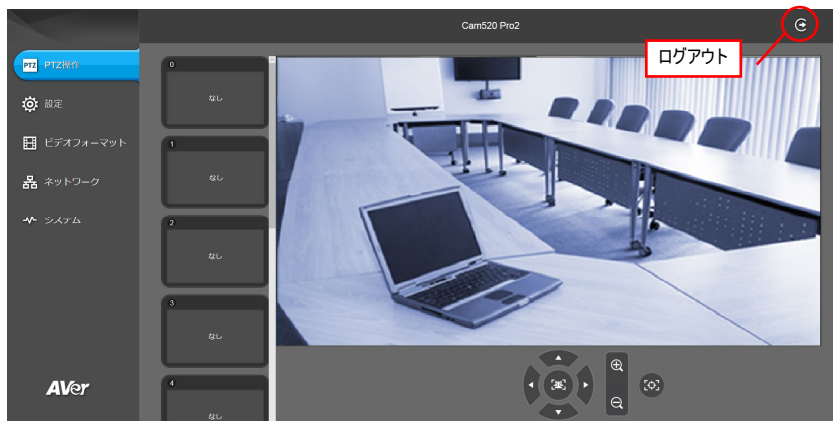 Cam520 Pro2
ログアウト
PTZ PTZ操作
設定
ビデオフォーマット
ネットワーク
システム
0
なし
1
なし
2
なし
3
なし
4
なし
AVer